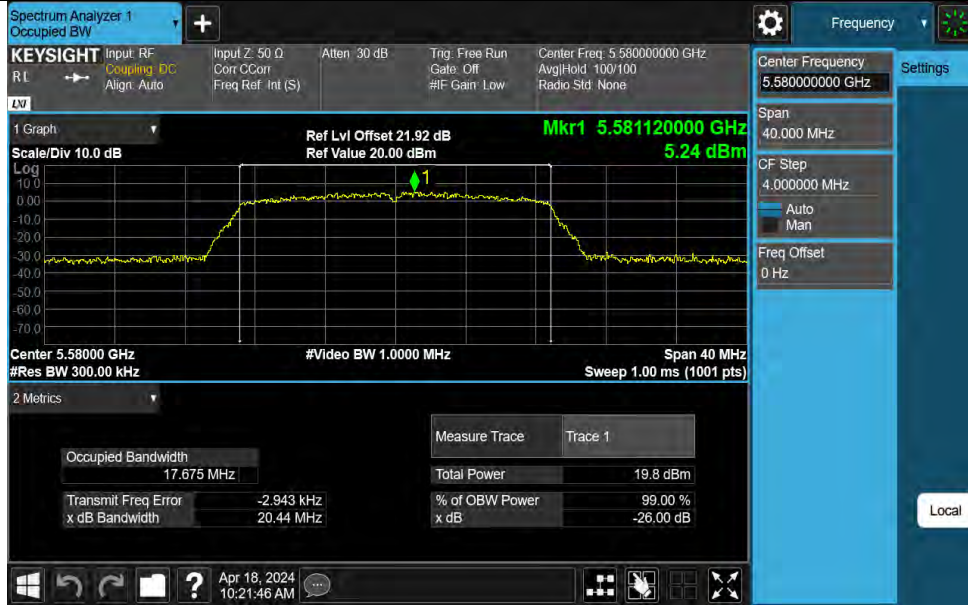 Spectrum Analyzer 1
Occupied BW
+
Frequency
KEYSIGHT
RL
LXI
Input: RF
Coupling: DC
Align: Auto
Input Z: 50 Ω
Corr CCorr
Freq Ref: Int (S)
Atten: 30 dB
Trig: Free Run
Gate: Off
#IF Gain: Low
Center Freq: 5.580000000 GHz
Avg|Hold: 100/100
Radio Std: None
Center Frequency
5.580000000 GHz
Settings
Span
40.000 MHz
CF Step
4.000000 MHz
Auto
Man
Freq Offset
0 Hz
Local
1 Graph
Scale/Div 10.0 dB
Ref Lvl Offset 21.92 dB
Ref Value 20.00 dBm
Mkr1 5.581120000 GHz
5.24 dBm
Log
10.0
0.00
-10.0
-20.0
-30.0
-40.0
-50.0
-60.0
-70.0
1
Center 5.58000 GHz
#Res BW 300.00 kHz
#Video BW 1.0000 MHz
Span 40 MHz
Sweep 1.00 ms (1001 pts)
2 Metrics
Measure Trace Trace 1
Occupied Bandwidth
17.675 MHz
Total Power 19.8 dBm
Transmit Freq Error -2.943 kHz
% of OBW Power 99.00 %
x dB Bandwidth 20.44 MHz
x dB -26.00 dB
?
Apr 18, 2024
10:21:46 AM